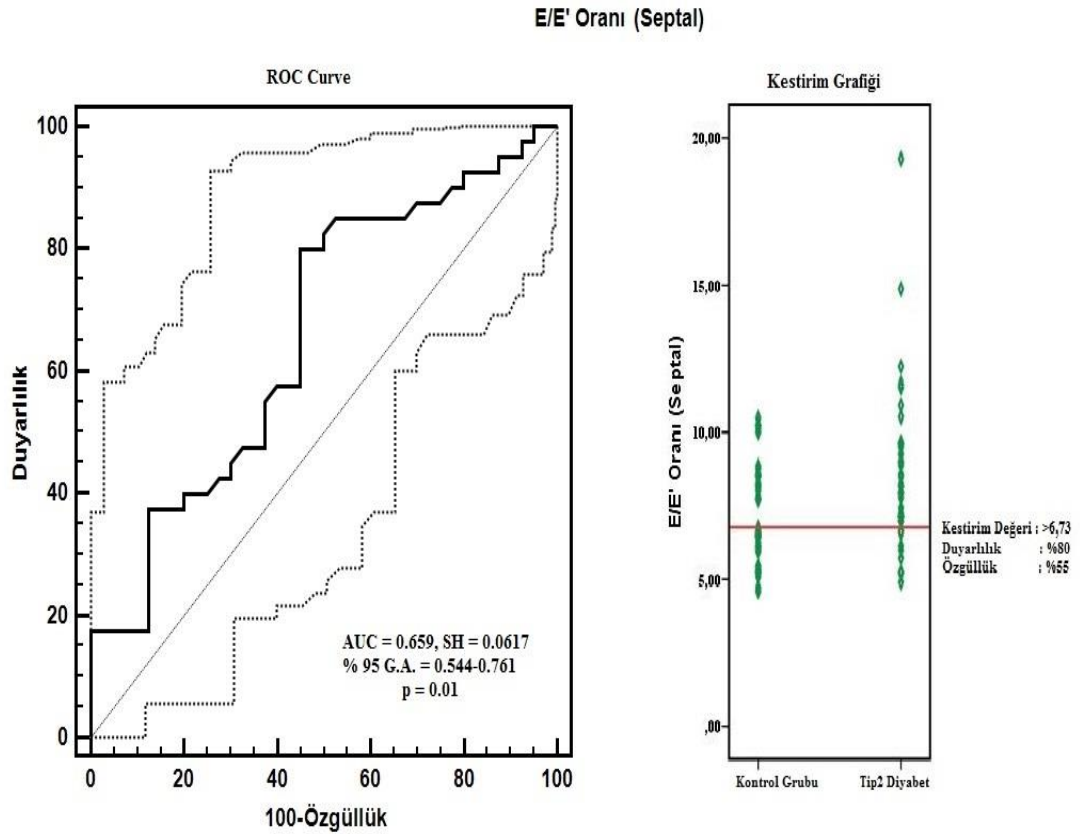 E/E' Oranı (Septal)
ROC Curve
100
80
60
40
20
0
Duyarlılık
0 20 40 60 80 100
100-Özgüllük
AUC = 0.659, SH = 0.0617
% 95 G.A. = 0.544-0.761
p = 0.01
Kestirim Grafiği
20,00
15,00
10,00
5,00
,00
E/E' Oranı (Septal)
Kontrol Grubu Tip2 Diyabet
Kestirim Değeri : >6,73
Duyarlılık : %80
Özgüllük : %55